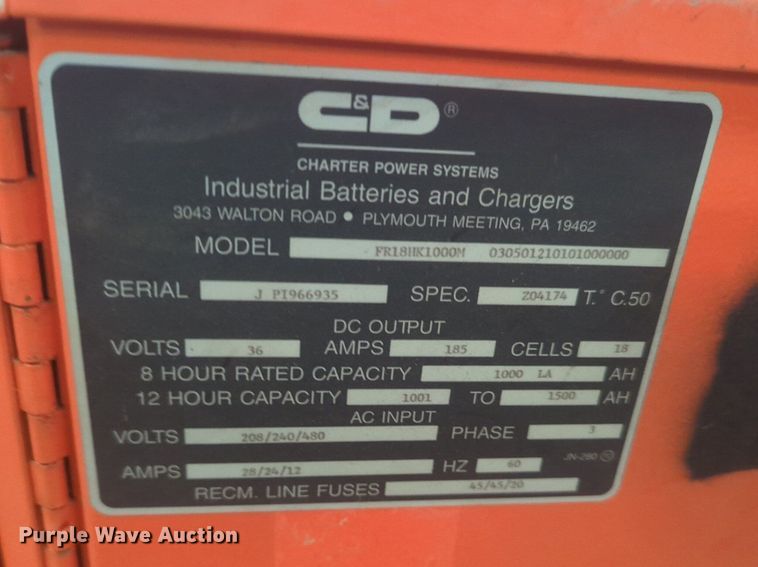 C&D®
CHARTER POWER SYSTEMS
Industrial Batteries and Chargers
3043 WALTON ROAD • PLYMOUTH MEETING, PA 19462
MODEL FR18HK1000M 030501210101000000
SERIAL J PI966935 SPEC. Z04174 T.° C.50
DC OUTPUT
VOLTS 36 AMPS 185 CELLS 18
8 HOUR RATED CAPACITY 1000 LA AH
12 HOUR CAPACITY 1001 TO 1500 AH
AC INPUT
VOLTS 208/240/480 PHASE 3
AMPS 28/24/12 HZ 60 JN-280
RECM. LINE FUSES 45/45/20
Purple Wave Auction